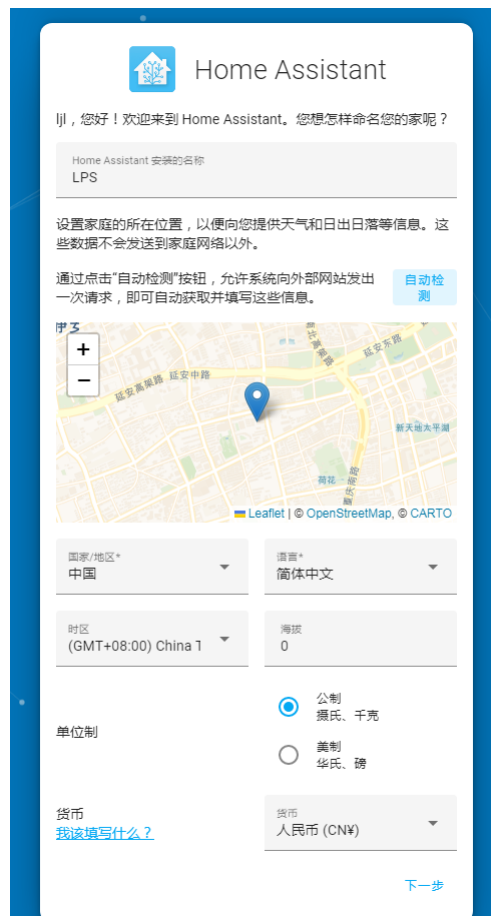 Home Assistant
ljl，您好！欢迎来到 Home Assistant。您想怎样命名您的家呢？
Home Assistant 安装的名称
LPS
设置家庭的所在位置，以便向您提供天气和日出日落等信息。这
些数据不会发送到家庭网络以外。
通过点击“自动检测”按钮，允许系统向外部网站发出
一次请求，即可自动获取并填写这些信息。
自动检
测
+
−
延安东路
延安中路
延安高架路
新天地太平湖
荷花
重庆南路
Leaflet | © OpenStreetMap, © CARTO
国家/地区*
中国
语言*
简体中文
时区
(GMT+08:00) China T
海拔
0
单位制
公制
摄氏、千克
美制
华氏、磅
货币
我该填写什么？
货币
人民币 (CN¥)
下一步